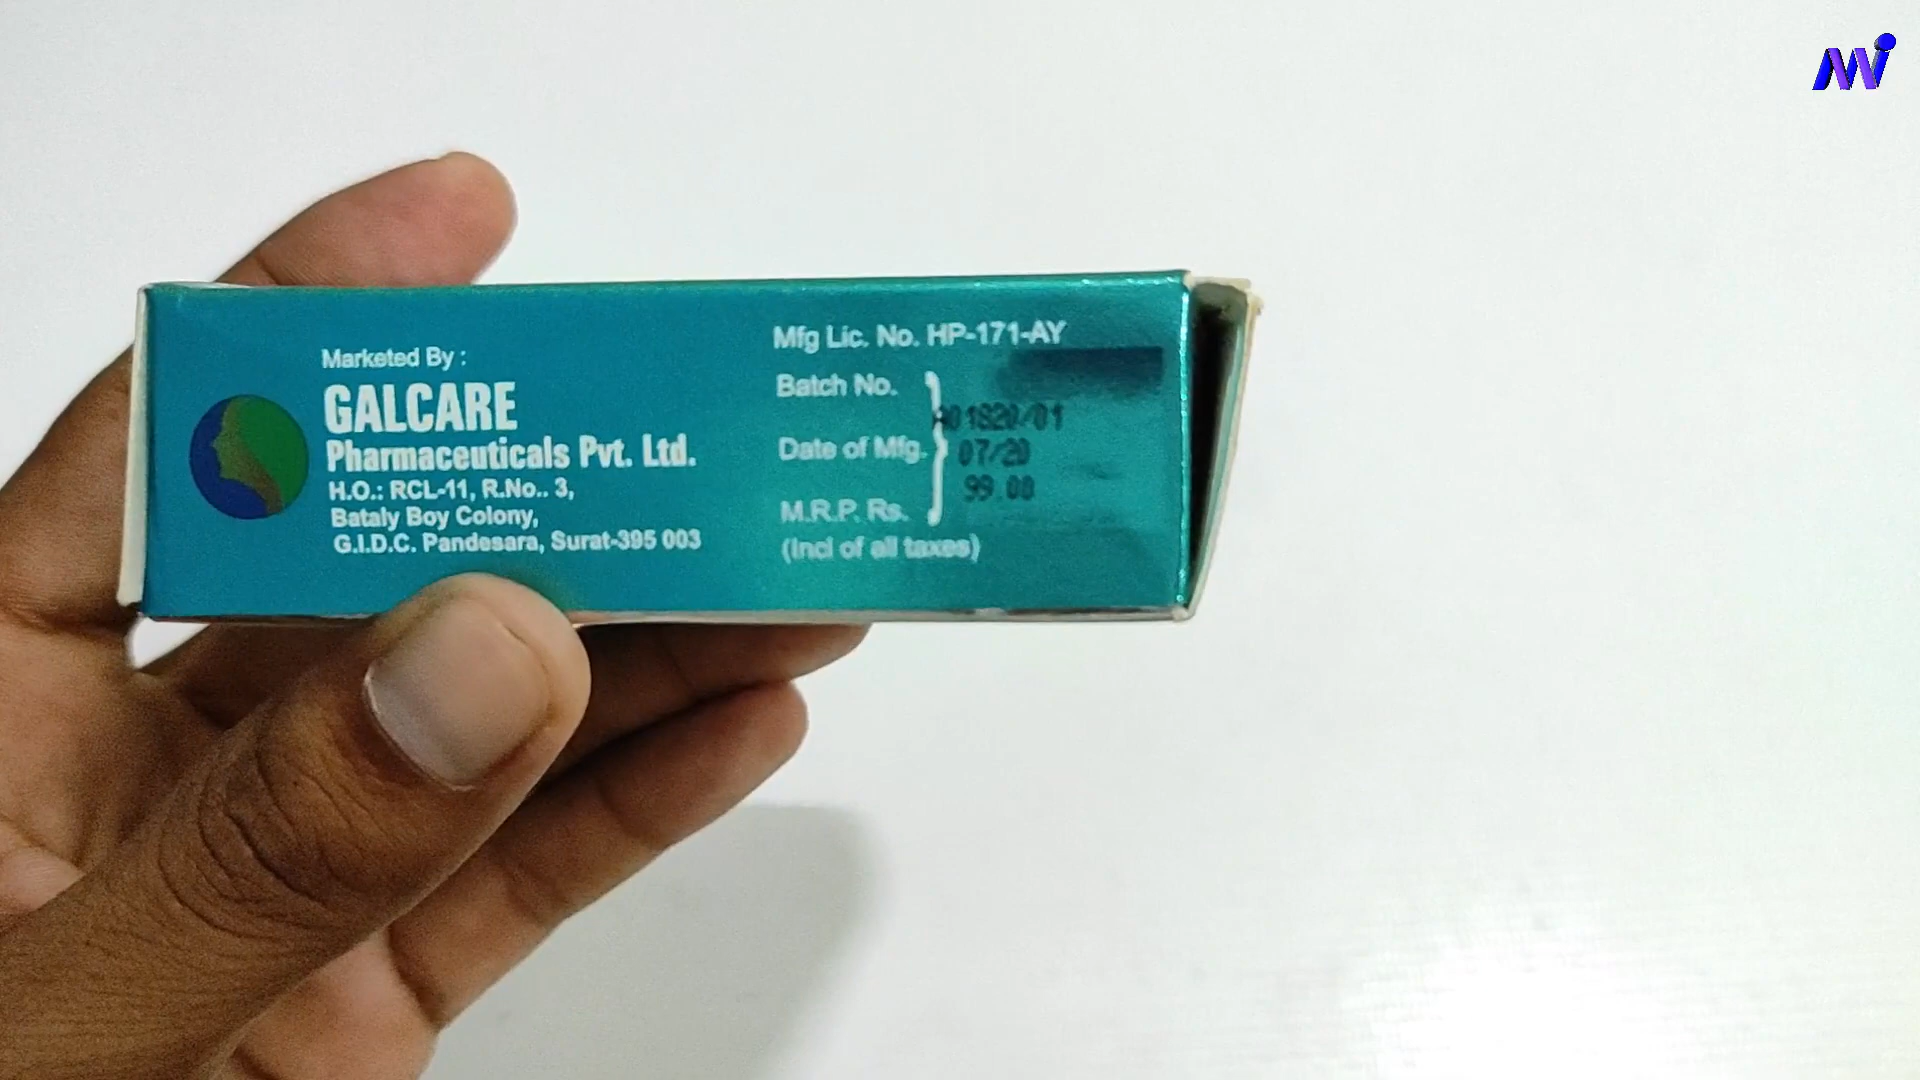 Marketed By :
GALCARE
Pharmaceuticals Pvt. Ltd.
H.O.: RCL-11, R.No.. 3,
Bataly Boy Colony,
G.I.D.C. Pandesara, Surat-395 003
Mfg Lic. No. HP-171-AY
Batch No.
Date of Mfg.
M.R.P. Rs.
(Incl of all taxes)
07/20
99.00